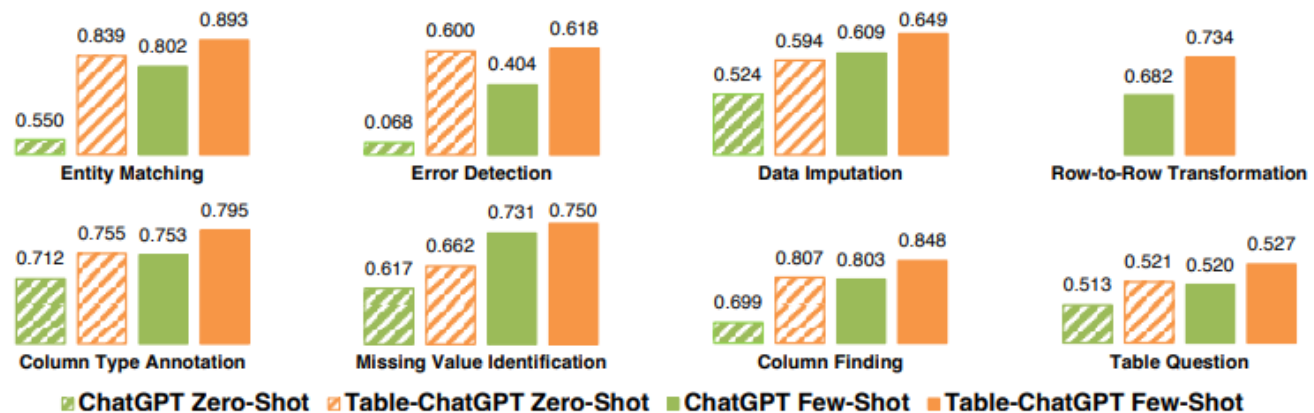 0.550 0.839 0.802 0.893
Entity Matching
0.068 0.600 0.404 0.618
Error Detection
0.524 0.594 0.609 0.649
Data Imputation
0.682 0.734
Row-to-Row Transformation
0.712 0.755 0.753 0.795
Column Type Annotation
0.617 0.662 0.731 0.750
Missing Value Identification
0.699 0.807 0.803 0.848
Column Finding
0.513 0.521 0.520 0.527
Table Question
ChatGPT Zero-Shot Table-ChatGPT Zero-Shot ChatGPT Few-Shot Table-ChatGPT Few-Shot